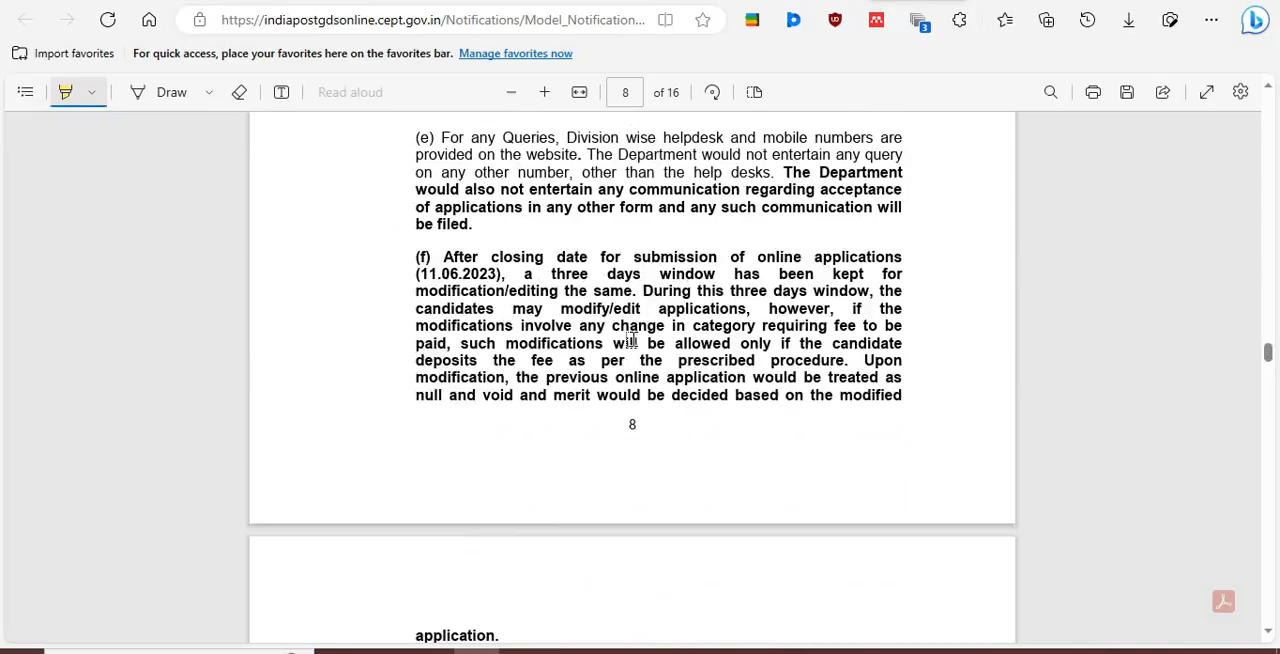 https://indiapostgdsonline.cept.gov.in/Notifications/Model_Notification...
3
Import favorites
For quick access, place your favorites here on the favorites bar. Manage favorites now
Draw
Read aloud
8 of 16
(e) For any Queries, Division wise helpdesk and mobile numbers are
provided on the website. The Department would not entertain any query
on any other number, other than the help desks. The Department
would also not entertain any communication regarding acceptance
of applications in any other form and any such communication will
be filed.
(f) After closing date for submission of online applications
(11.06.2023), a three days window has been kept for
modification/editing the same. During this three days window, the
candidates may modify/edit applications, however, if the
modifications involve any change in category requiring fee to be
paid, such modifications will be allowed only if the candidate
deposits the fee as per the prescribed procedure. Upon
modification, the previous online application would be treated as
null and void and merit would be decided based on the modified
8
application.